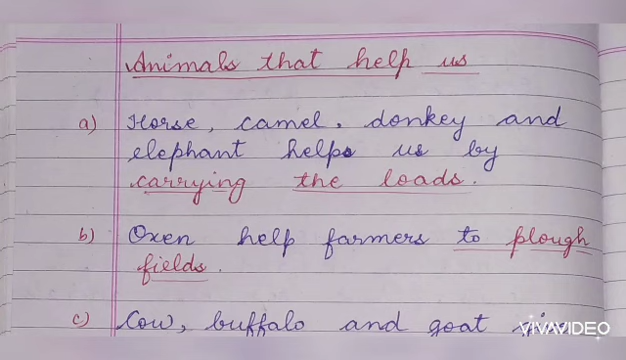 Animals that help us
a) Horse, camel, donkey and
elephant helps us by
carrying the loads.
b) Oxen help farmers to plough
fields.
c) Cow, buffalo and goat
VIVAVIDEO